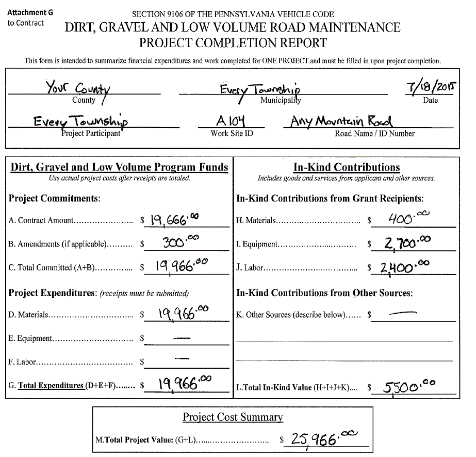 Attachment G
to Contract
SECTION 9106 OF THE PENNSYLVANIA VEHICLE CODE
DIRT, GRAVEL AND LOW VOLUME ROAD MAINTENANCE
PROJECT COMPLETION REPORT
This form is intended to summarize financial expenditures and work completed for ONE PROJECT and must be filled in upon project completion.
Your County Every Township 7/18/2015
County Municipality Date
Every Township A104 Any Mountain Road
Project Participant Work Site ID Road Name / ID Number
Dirt, Gravel and Low Volume Program Funds
Use actual project costs after receipts are totaled.
Project Commitments:
A. Contract Amount................ $ 19,666.00
B. Amendments (if applicable)......... $ 300.00
C. Total Committed (A+B)............ $ 19,966.00
Project Expenditures: (receipts must be submitted)
D. Materials......................... $ 19,966.00
E. Equipment........................ $ —
F. Labor............................. $ —
G. Total Expenditures (D+E+F)...... $ 19,966.00
In-Kind Contributions
Includes goods and services from applicant and other sources.
In-Kind Contributions from Grant Recipients:
H. Materials......................... $ 400.00
I. Equipment........................ $ 2,700.00
J. Labor............................. $ 2,400.00
In-Kind Contributions from Other Sources:
K. Other Sources (describe below)...... $ —
L. Total In-Kind Value (H+I+J+K).... $ 5500.00
Project Cost Summary
M. Total Project Value: (G+L)......................... $ 25,966.00